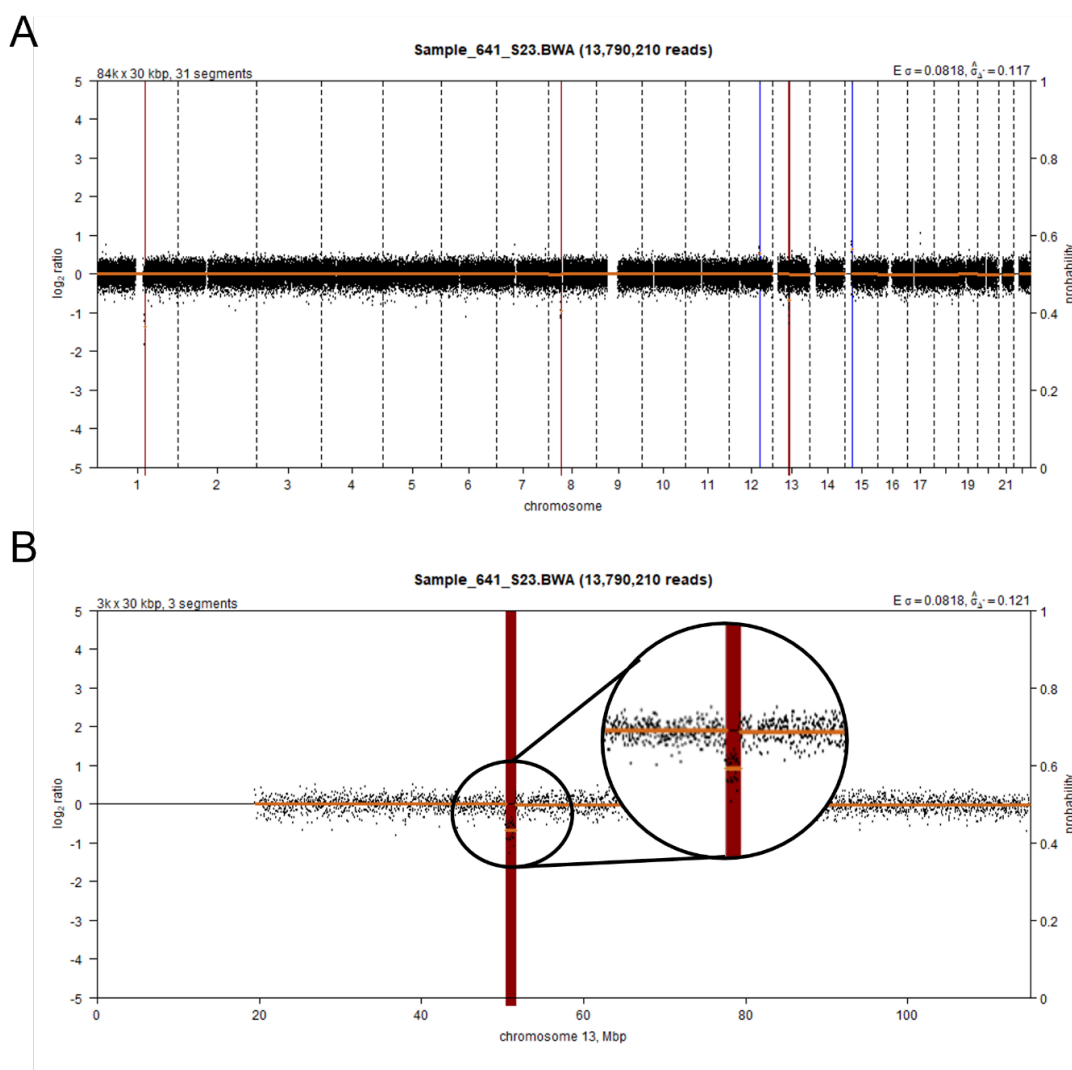 A
Sample_641_S23.BWA (13,790,210 reads)
84k x 30 kbp, 31 segments
E σ = 0.0818, σ̂Δ* = 0.117
5
4
3
2
1
0
-1
-2
-3
-4
-5
log2 ratio
1
0.8
0.6
0.4
0.2
0
probability
1 2 3 4 5 6 7 8 9 10 11 12 13 14 15 16 17 19 21
chromosome
B
Sample_641_S23.BWA (13,790,210 reads)
3k x 30 kbp, 3 segments
E σ = 0.0818, σ̂Δ* = 0.121
5
4
3
2
1
0
-1
-2
-3
-4
-5
log2 ratio
1
0.8
0.6
0.4
0.2
0
probability
0 20 40 60 80 100
chromosome 13, Mbp